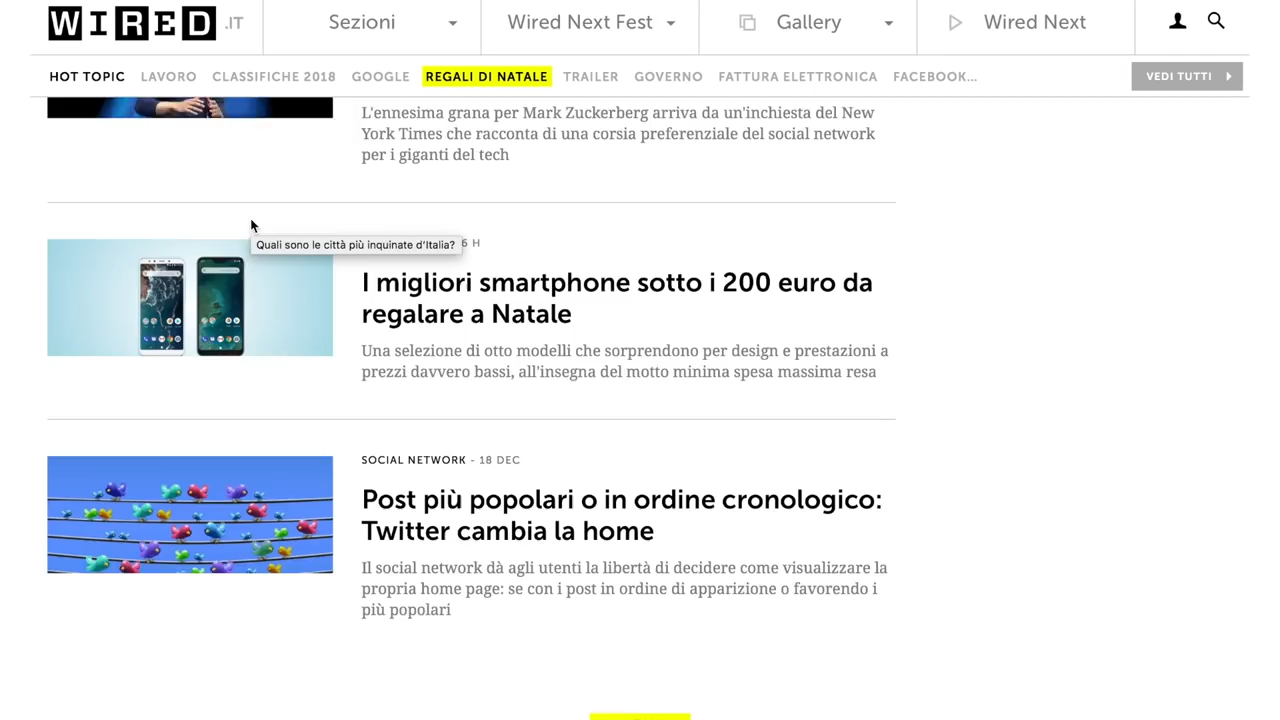 WIRED.IT
Sezioni
Wired Next Fest
Gallery
Wired Next
HOT TOPIC LAVORO CLASSIFICHE 2018 GOOGLE REGALI DI NATALE TRAILER GOVERNO FATTURA ELETTRONICA FACEBOOK...
VEDI TUTTI
L'ennesima grana per Mark Zuckerberg arriva da un'inchiesta del New
York Times che racconta di una corsia preferenziale del social network
per i giganti del tech
Quali sono le città più inquinate d'Italia?
6 H
I migliori smartphone sotto i 200 euro da
regalare a Natale
Una selezione di otto modelli che sorprendono per design e prestazioni a
prezzi davvero bassi, all'insegna del motto minima spesa massima resa
SOCIAL NETWORK - 18 DEC
Post più popolari o in ordine cronologico:
Twitter cambia la home
Il social network dà agli utenti la libertà di decidere come visualizzare la
propria home page: se con i post in ordine di apparizione o favorendo i
più popolari